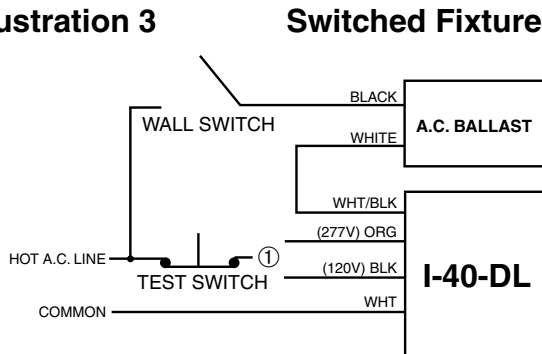 ustration 3
Switched Fixture
BLACK
WALL SWITCH
A.C. BALLAST
WHITE
WHT/BLK
(277V) ORG
①
HOT A.C. LINE
TEST SWITCH
(120V) BLK
I-40-DL
WHT
COMMON